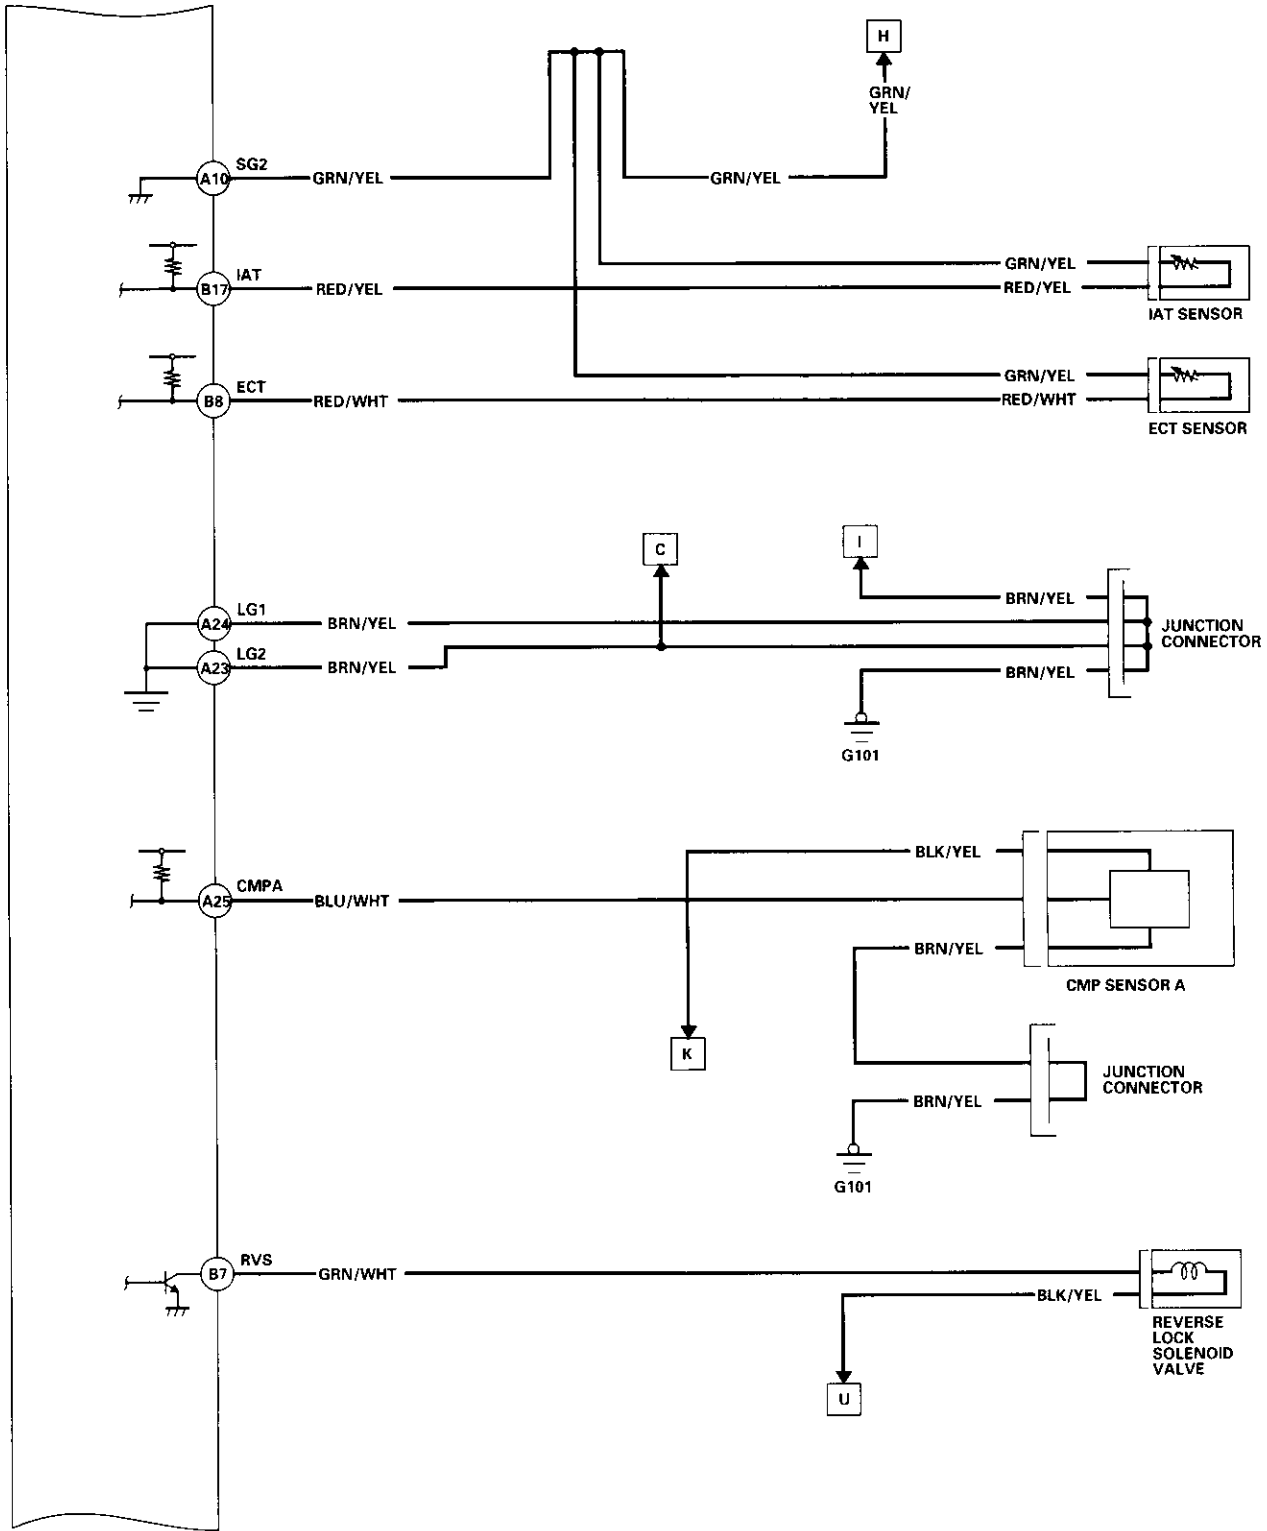 H
GRN/
YEL
SG2
A10
GRN/YEL
GRN/YEL
IAT
B17
RED/YEL
GRN/YEL
RED/YEL
IAT SENSOR
ECT
B8
RED/WHT
GRN/YEL
RED/WHT
ECT SENSOR
C
I
BRN/YEL
LG1
A24
BRN/YEL
LG2
A23
BRN/YEL
BRN/YEL
JUNCTION
CONNECTOR
G101
BLK/YEL
CMPA
A25
BLU/WHT
BRN/YEL
CMP SENSOR A
K
JUNCTION
CONNECTOR
BRN/YEL
G101
RVS
B7
GRN/WHT
BLK/YEL
REVERSE
LOCK
SOLENOID
VALVE
U